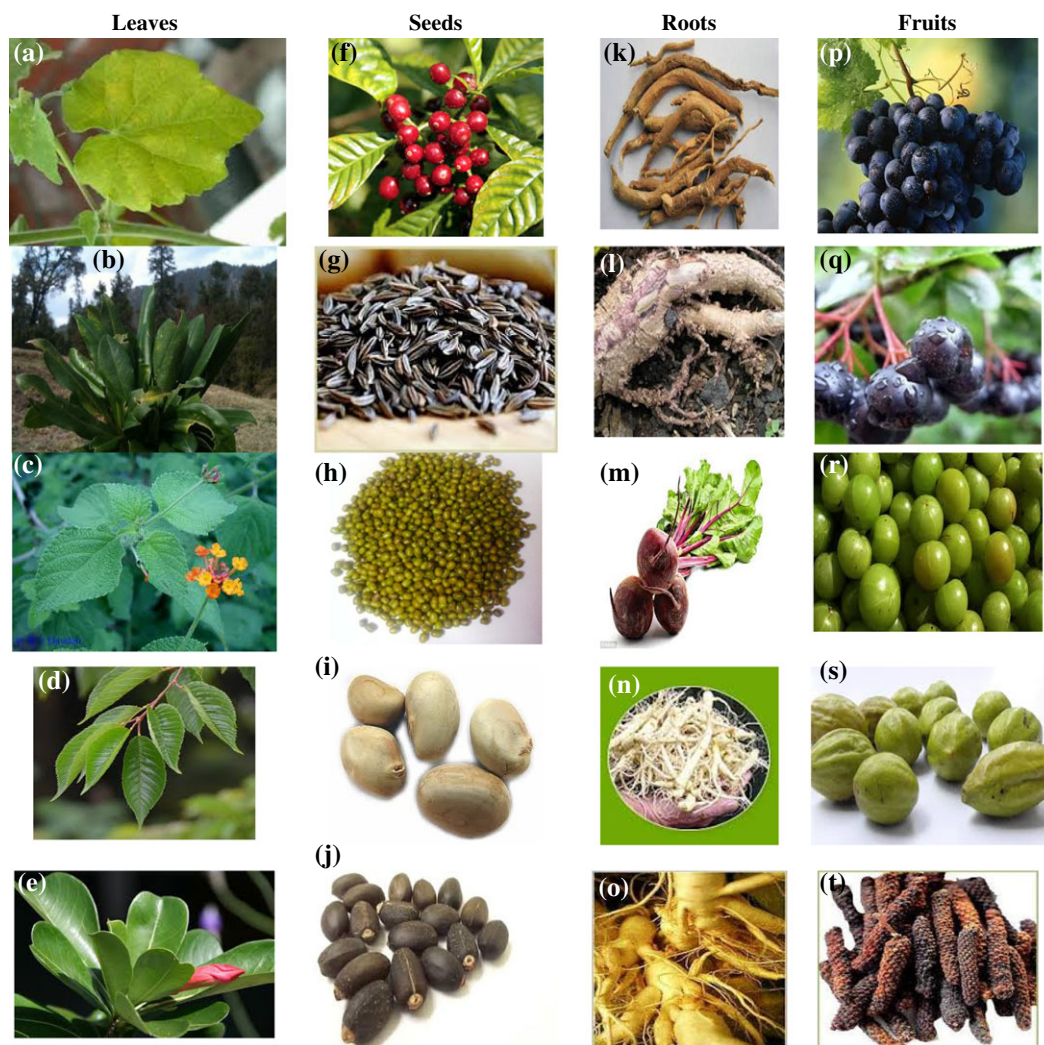 Leaves Seeds Roots Fruits
(a) (f) (k) (p)
(b) (g) (l) (q)
(c) (h) (m) (r)
(d) (i) (n) (s)
(e) (j) (o) (t)